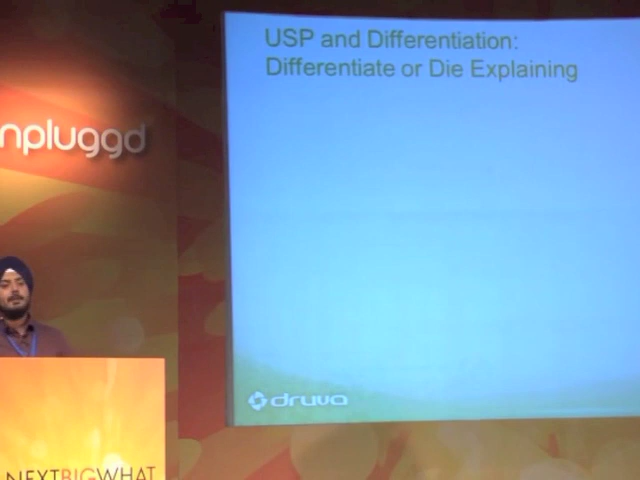 USP and Differentiation:
Differentiate or Die Explaining
npluggd
druva
NEXTBIGWHAT